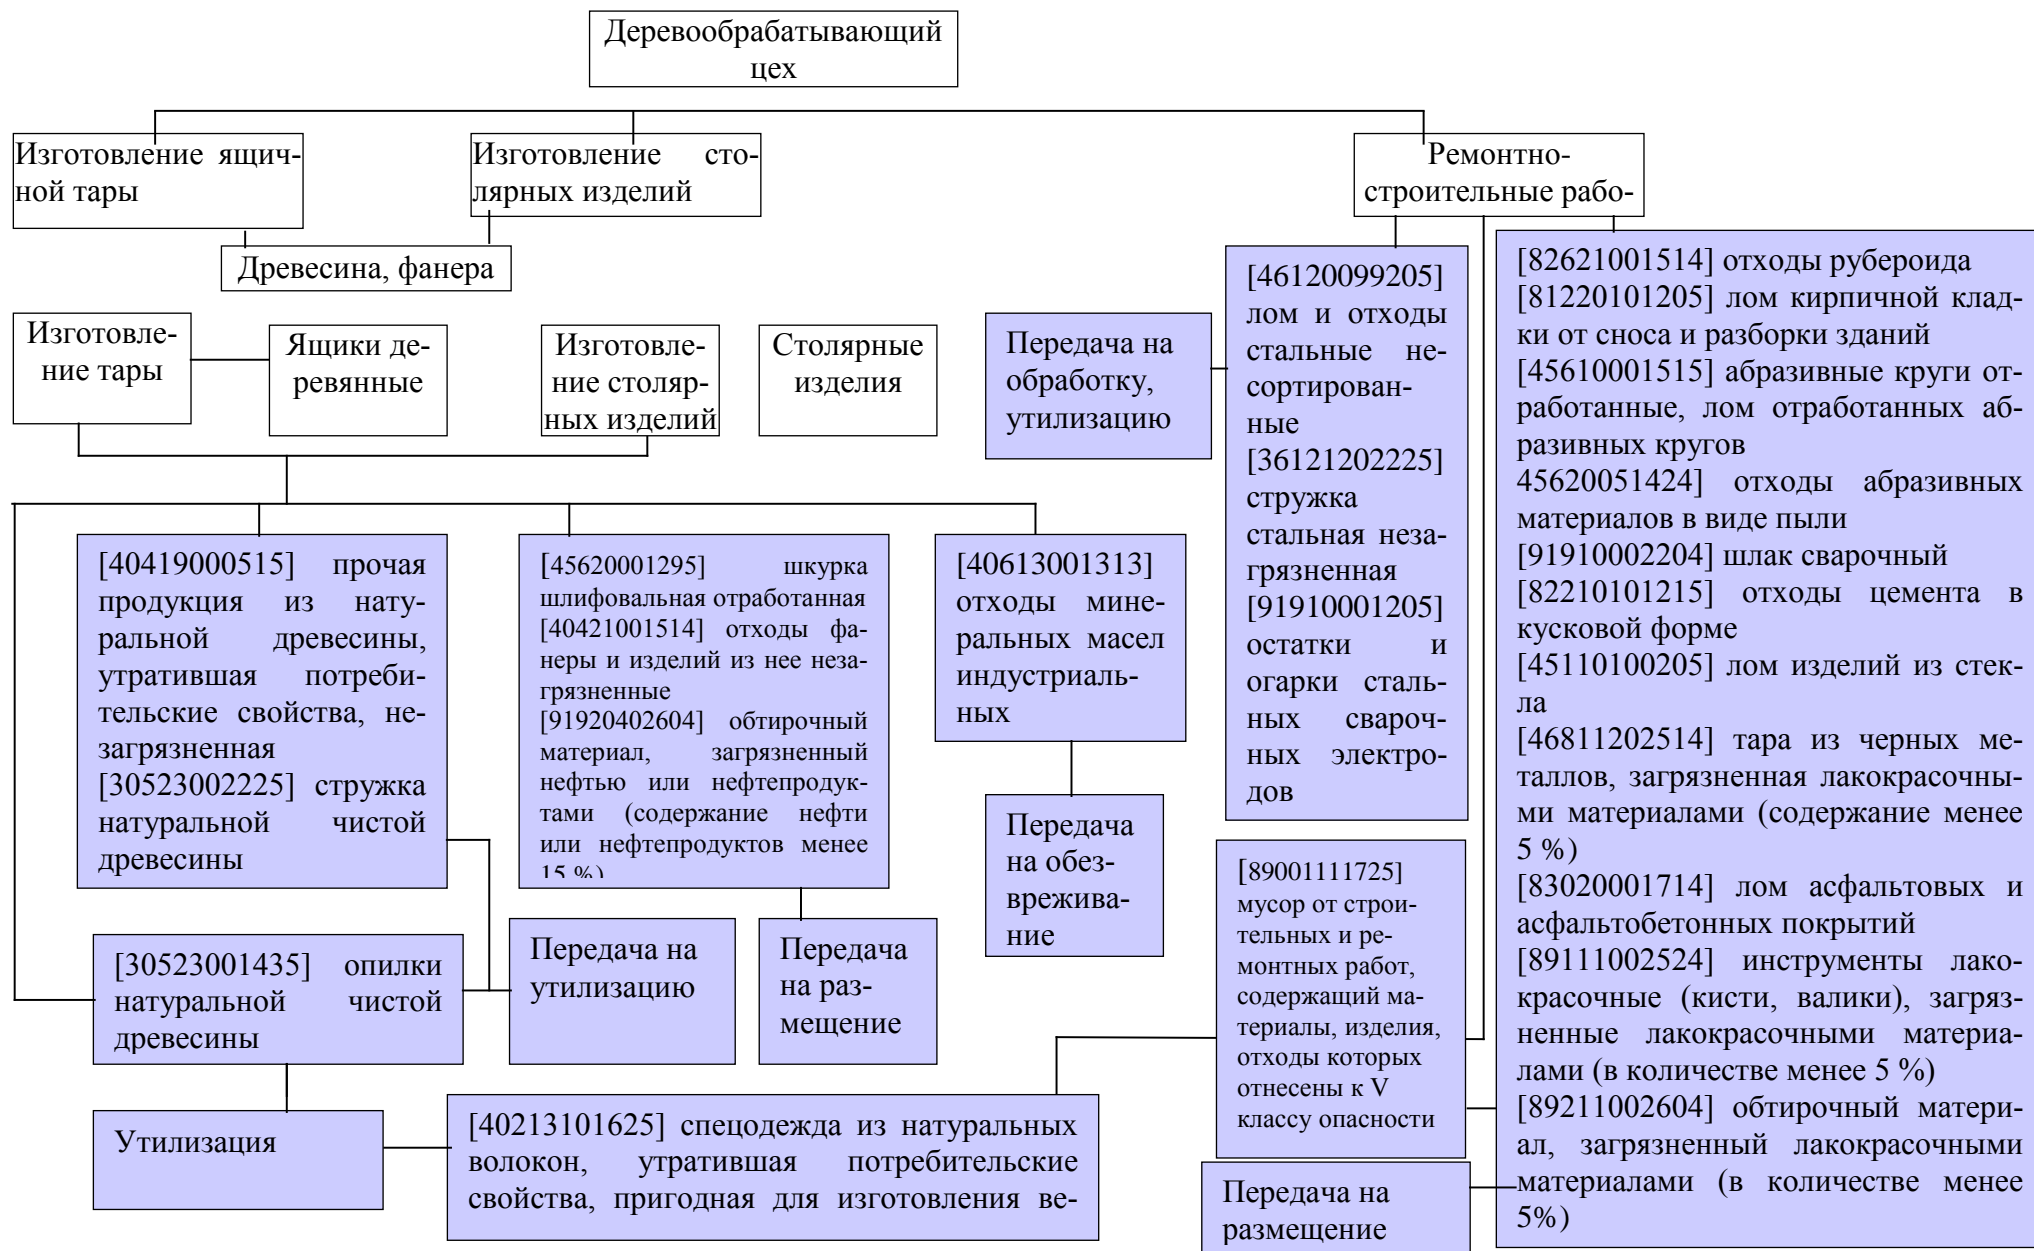 Деревообрабатывающий
цех
Изготовление ящич-
ной тары
Изготовление сто-
лярных изделий
Ремонтно-
строительные рабо-
Древесина, фанера
Изготовле-
ние тары
Ящики де-
ревянные
Изготовле-
ние столяр-
ных изделий
Столярные
изделия
Передача на
обработку,
утилизацию
[46120099205]
лом и отходы
стальные не-
сортирован-
ные
[36121202225]
стружка
стальная неза-
грязненная
[91910001205]
остатки и
огарки сталь-
ных свароч-
ных электро-
дов
[82621001514] отходы рубероида
[81220101205] лом кирпичной клад-
ки от сноса и разборки зданий
[45610001515] абразивные круги от-
работанные, лом отработанных аб-
разивных кругов
45620051424] отходы абразивных
материалов в виде пыли
[91910002204] шлак сварочный
[82210101215] отходы цемента в
кусковой форме
[45110100205] лом изделий из стек-
ла
[46811202514] тара из черных ме-
таллов, загрязненная лакокрасочны-
ми материалами (содержание менее
5 %)
[83020001714] лом асфальтовых и
асфальтобетонных покрытий
[89111002524] инструменты лако-
красочные (кисти, валики), загряз-
ненные лакокрасочными материа-
лами (в количестве менее 5 %)
[89211002604] обтирочный матери-
ал, загрязненный лакокрасочными
материалами (в количестве менее
5%)
[40419000515] прочая
продукция из нату-
ральной древесины,
утратившая потреби-
тельские свойства, не-
загрязненная
[30523002225] стружка
натуральной чистой
древесины
[45620001295] шкурка
шлифовальная отработанная
[40421001514] отходы фа-
неры и изделий из нее неза-
грязненные
[91920402604] обтирочный
материал, загрязненный
нефтью или нефтепродук-
тами (содержание нефти
или нефтепродуктов менее
15 %)
[40613001313]
отходы мине-
ральных масел
индустриаль-
ных
Передача
на обез-
врежива-
ние
[89001111725]
мусор от строи-
тельных и ре-
монтных работ,
содержащий ма-
териалы, изделия,
отходы которых
отнесены к V
классу опасности
[30523001435] опилки
натуральной чистой
древесины
Передача на
утилизацию
Передача
на раз-
мещение
Утилизация
[40213101625] спецодежда из натуральных
волокон, утратившая потребительские
свойства, пригодная для изготовления ве-
Передача на
размещение